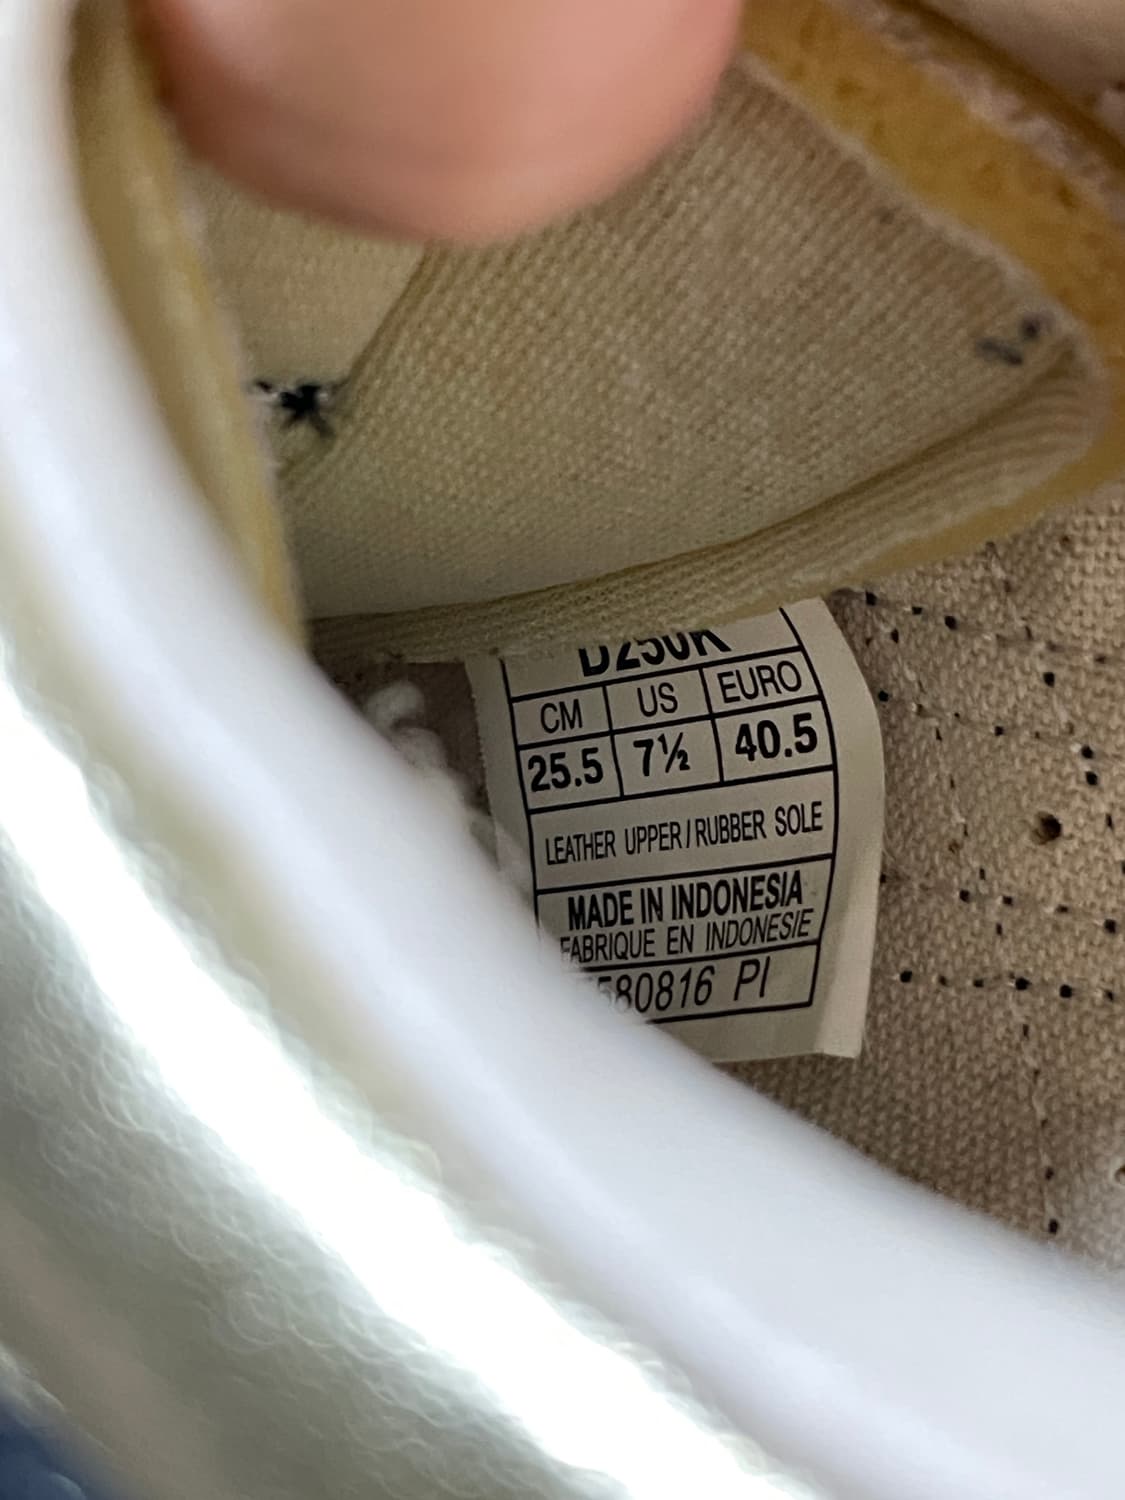 D250K
CM US EURO
25.5 7½ 40.5
LEATHER UPPER / RUBBER SOLE
MADE IN INDONESIA
FABRIQUE EN INDONESIE
580816 PI